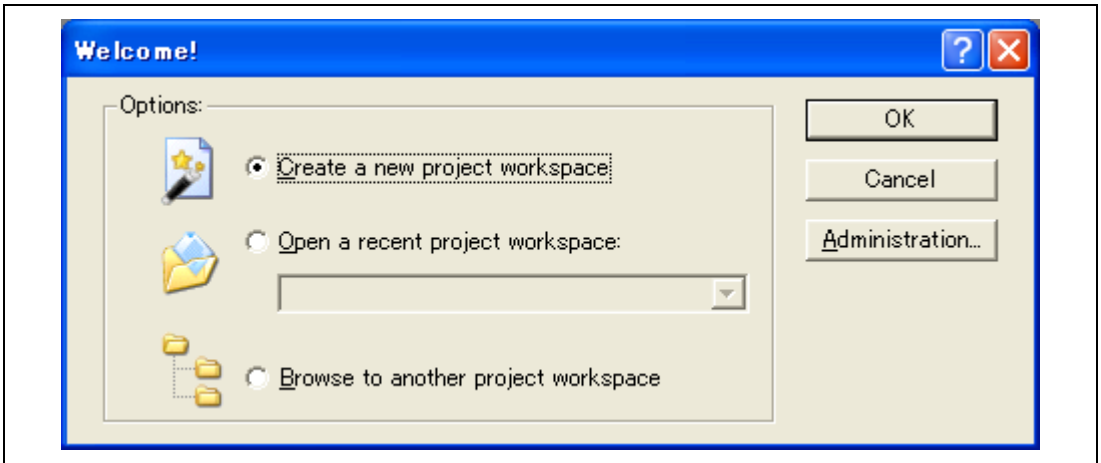 Welcome!
Options:
Create a new project workspace
Open a recent project workspace:
Browse to another project workspace
OK
Cancel
Administration...